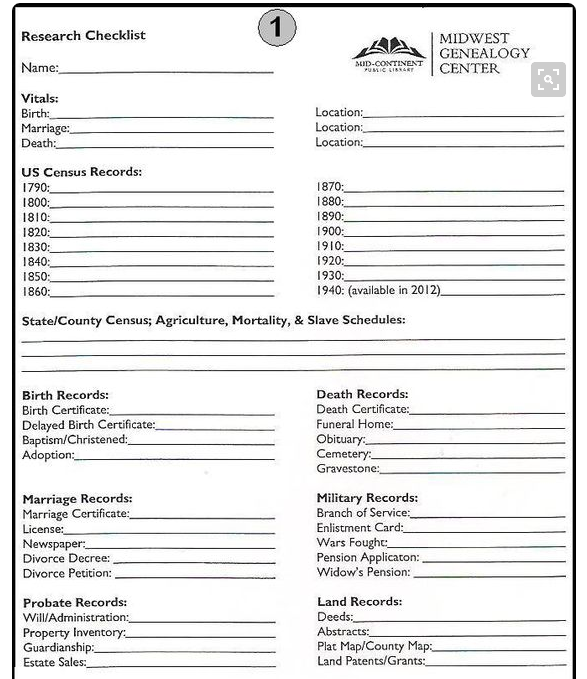 1
Research Checklist
MID-CONTINENT
PUBLIC LIBRARY
MIDWEST
GENEALOGY
CENTER
Name:
Vitals:
Birth:
Marriage:
Death:
Location:
Location:
Location:
US Census Records:
1790:
1800:
1810:
1820:
1830:
1840:
1850:
1860:
1870:
1880:
1890:
1900:
1910:
1920:
1930:
1940: (available in 2012)
State/County Census; Agriculture, Mortality, & Slave Schedules:
Birth Records:
Birth Certificate:
Delayed Birth Certificate:
Baptism/Christened:
Adoption:
Death Records:
Death Certificate:
Funeral Home:
Obituary:
Cemetery:
Gravestone:
Marriage Records:
Marriage Certificate:
License:
Newspaper:
Divorce Decree:
Divorce Petition:
Military Records:
Branch of Service:
Enlistment Card:
Wars Fought:
Pension Applicaton:
Widow's Pension:
Probate Records:
Will/Administration:
Property Inventory:
Guardianship:
Estate Sales:
Land Records:
Deeds:
Abstracts:
Plat Map/County Map:
Land Patents/Grants: